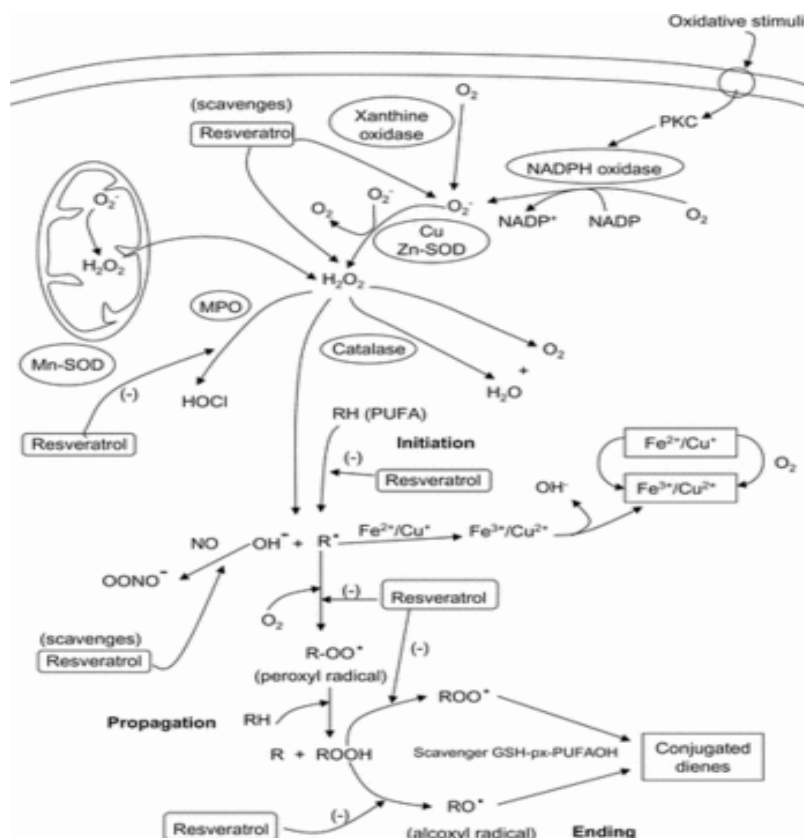 Oxidative stimuli
(scavenges)
Resveratrol
Xanthine
oxidase
O₂
PKC
NADPH oxidase
O₂⁻
H₂O₂
O₂
O₂⁻
O₂⁻
Cu
Zn-SOD
NADP⁺
NADP
O₂
H₂O₂
MPO
Catalase
Mn-SOD
(-)
HOCl
O₂
+
H₂O
Resveratrol
RH (PUFA)
Initiation
(-)
Resveratrol
Fe²⁺/Cu⁺
Fe³⁺/Cu²⁺
O₂
OH⁻
NO
OH⁻ + R•
Fe²⁺/Cu⁺
Fe³⁺/Cu²⁺
OONO⁻
O₂
(-)
Resveratrol
(scavenges)
Resveratrol
R-OO•
(peroxyl radical)
(-)
Propagation
RH
R + ROOH
ROO•
Scavenger GSH-px-PUFAOH
Conjugated
dienes
Resveratrol
(-)
RO•
(alcoxyl radical)
Ending